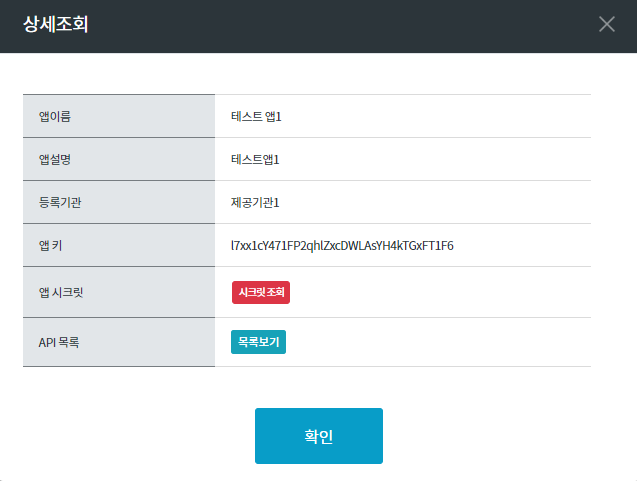 상세조회
앱이름 테스트 앱1
앱설명 테스트앱1
등록기관 제공기관1
앱 키 l7xx1cY471FP2qhlZxcDWLAsYH4kTGxFT1F6
앱 시크릿 시크릿 조회
API 목록 목록보기
확인